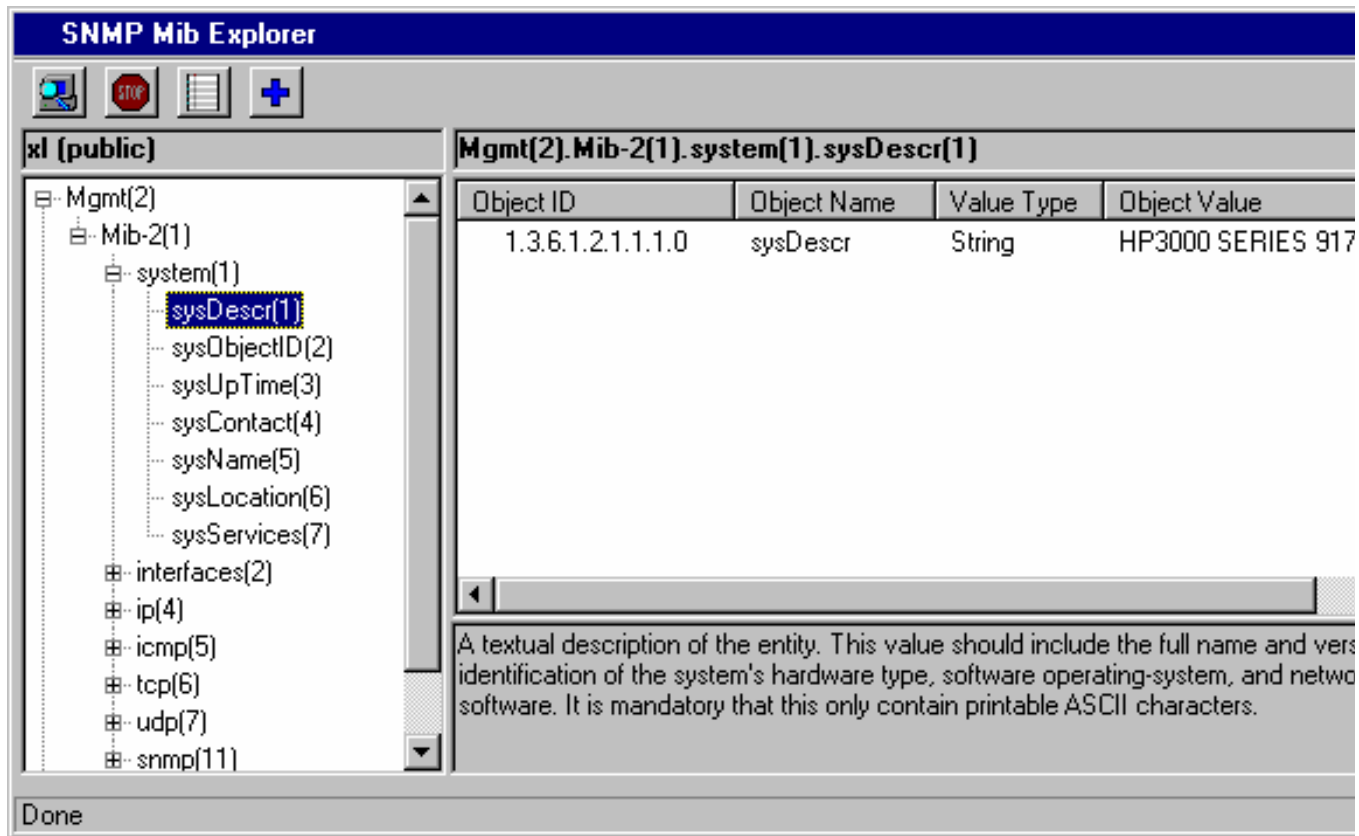 SNMP Mib Explorer
STOP
xl (public)
Mgmt(2).Mib-2(1).system(1).sysDescr(1)
Mgmt(2)
Mib-2(1)
system(1)
sysDescr(1)
sysObjectID(2)
sysUpTime(3)
sysContact(4)
sysName(5)
sysLocation(6)
sysServices(7)
interfaces(2)
ip(4)
icmp(5)
tcp(6)
udp(7)
snmp(11)
Object ID Object Name Value Type Object Value
1.3.6.1.2.1.1.1.0 sysDescr String HP3000 SERIES 917
A textual description of the entity. This value should include the full name and vers
identification of the system's hardware type, software operating-system, and netwo
software. It is mandatory that this only contain printable ASCII characters.
Done